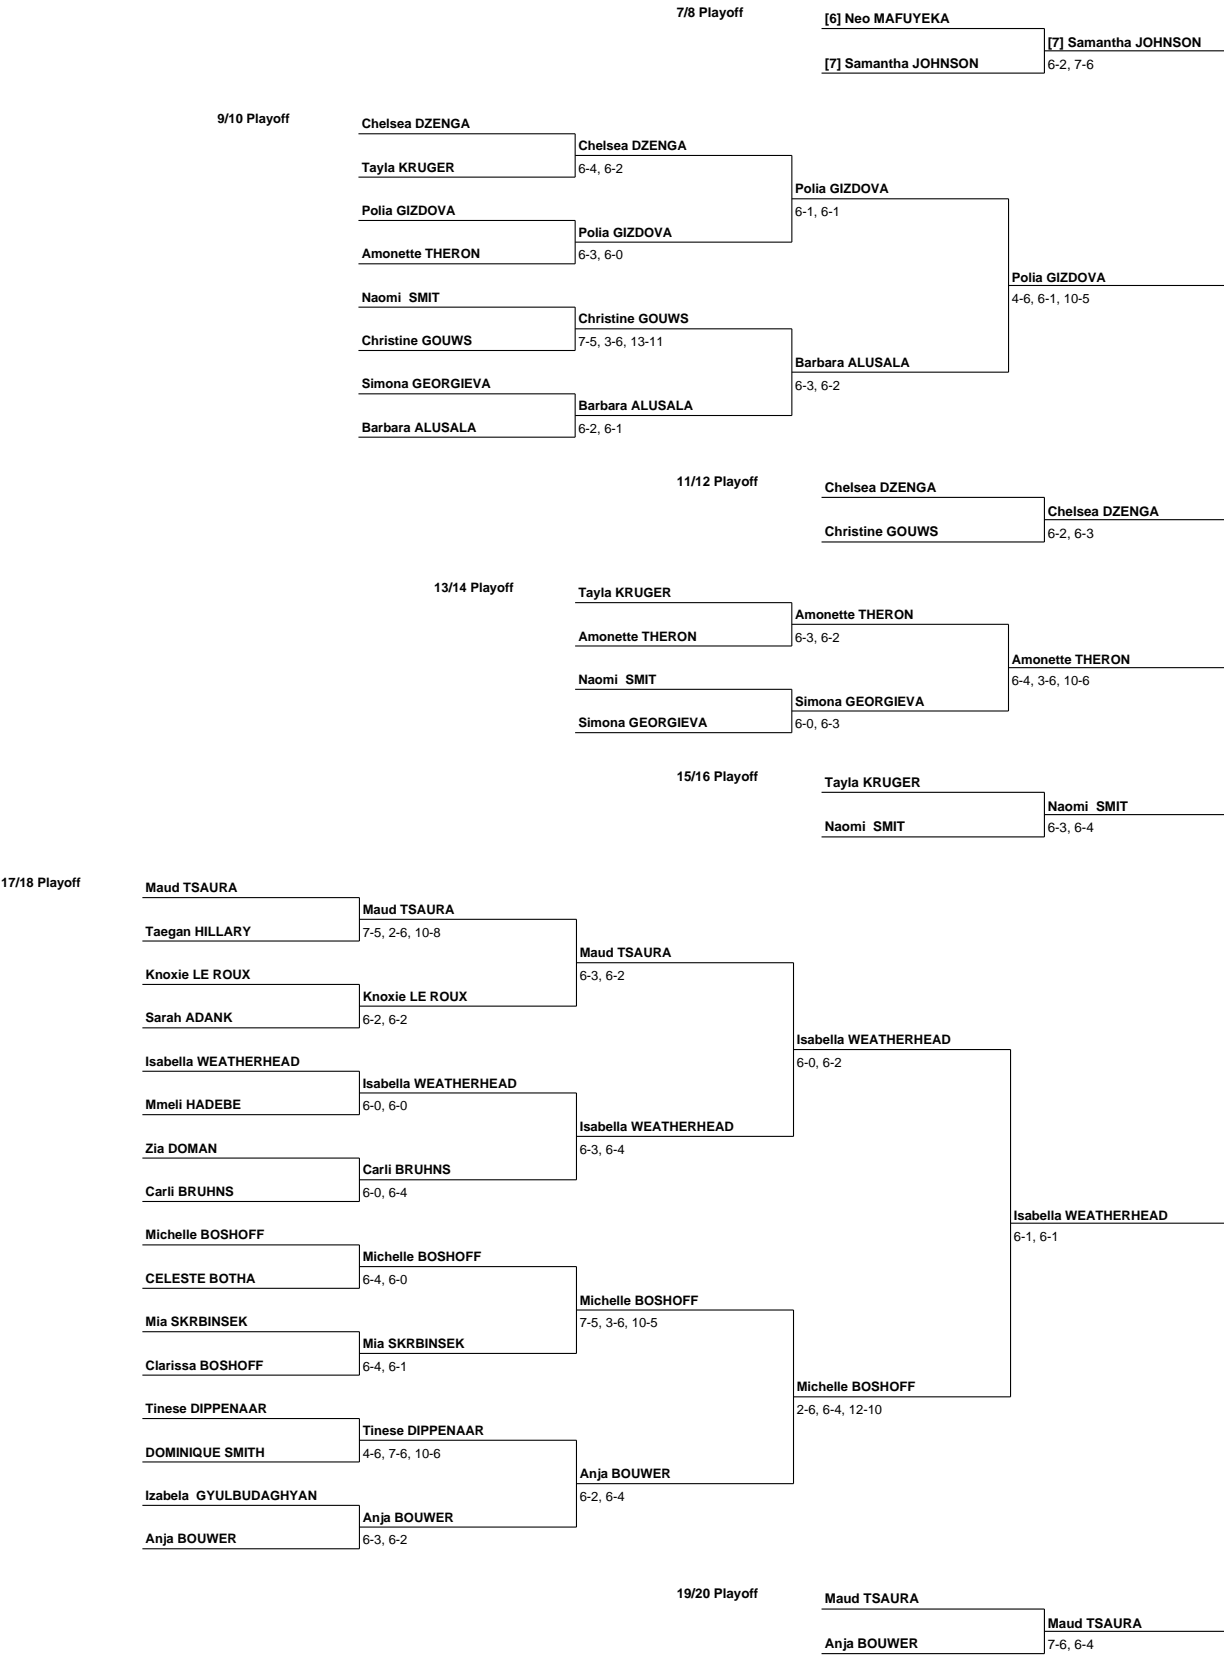 7/8 Playoff
[6] Neo MAFUYEKA
[7] Samantha JOHNSON
[7] Samantha JOHNSON
6-2, 7-6
9/10 Playoff
Chelsea DZENGA
Chelsea DZENGA
Tayla KRUGER
6-4, 6-2
Polia GIZDOVA
Polia GIZDOVA
6-1, 6-1
Polia GIZDOVA
Amonette THERON
6-3, 6-0
Polia GIZDOVA
Naomi  SMIT
4-6, 6-1, 10-5
Christine GOUWS
Christine GOUWS
7-5, 3-6, 13-11
Barbara ALUSALA
Simona GEORGIEVA
6-3, 6-2
Barbara ALUSALA
Barbara ALUSALA
6-2, 6-1
11/12 Playoff
Chelsea DZENGA
Chelsea DZENGA
Christine GOUWS
6-2, 6-3
13/14 Playoff
Tayla KRUGER
Amonette THERON
Amonette THERON
6-3, 6-2
Amonette THERON
Naomi  SMIT
6-4, 3-6, 10-6
Simona GEORGIEVA
Simona GEORGIEVA
6-0, 6-3
15/16 Playoff
Tayla KRUGER
Naomi  SMIT
Naomi  SMIT
6-3, 6-4
17/18 Playoff
Maud TSAURA
Maud TSAURA
Taegan HILLARY
7-5, 2-6, 10-8
Maud TSAURA
Knoxie LE ROUX
6-3, 6-2
Knoxie LE ROUX
Sarah ADANK
6-2, 6-2
Isabella WEATHERHEAD
Isabella WEATHERHEAD
6-0, 6-2
Isabella WEATHERHEAD
Mmeli HADEBE
6-0, 6-0
Isabella WEATHERHEAD
Zia DOMAN
6-3, 6-4
Carli BRUHNS
Carli BRUHNS
6-0, 6-4
Isabella WEATHERHEAD
Michelle BOSHOFF
6-1, 6-1
Michelle BOSHOFF
CELESTE BOTHA
6-4, 6-0
Michelle BOSHOFF
Mia SKRBINSEK
7-5, 3-6, 10-5
Mia SKRBINSEK
Clarissa BOSHOFF
6-4, 6-1
Michelle BOSHOFF
Tinese DIPPENAAR
2-6, 6-4, 12-10
Tinese DIPPENAAR
DOMINIQUE SMITH
4-6, 7-6, 10-6
Anja BOUWER
Izabela  GYULBUDAGHYAN
6-2, 6-4
Anja BOUWER
Anja BOUWER
6-3, 6-2
19/20 Playoff
Maud TSAURA
Maud TSAURA
Anja BOUWER
7-6, 6-4